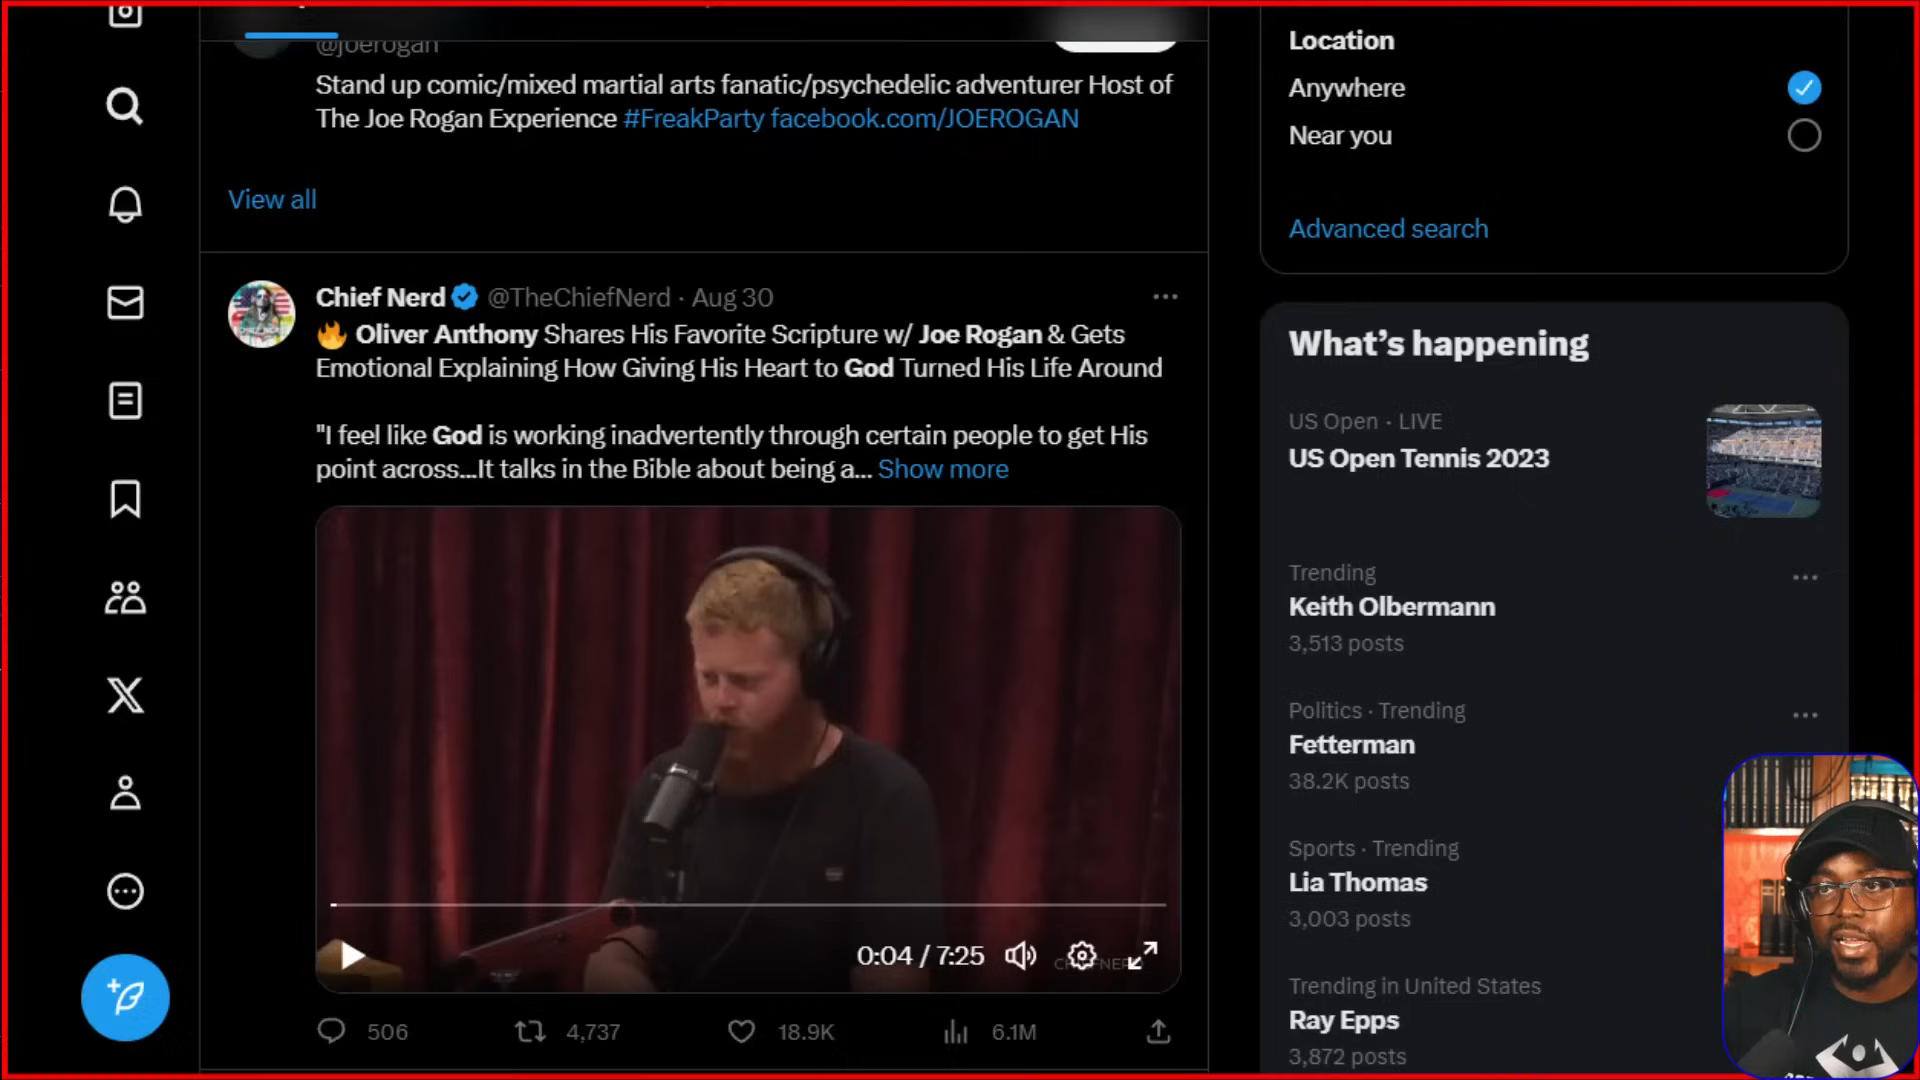 @joerogan
Stand up comic/mixed martial arts fanatic/psychedelic adventurer Host of
The Joe Rogan Experience #FreakParty facebook.com/JOEROGAN
View all
Chief Nerd @TheChiefNerd · Aug 30
🔥 Oliver Anthony Shares His Favorite Scripture w/ Joe Rogan & Gets
Emotional Explaining How Giving His Heart to God Turned His Life Around
"I feel like God is working inadvertently through certain people to get His
point across...It talks in the Bible about being a... Show more
0:04 / 7:25
506
4,737
18.9K
6.1M
Location
Anywhere
Near you
Advanced search
What’s happening
US Open · LIVE
US Open Tennis 2023
Trending
Keith Olbermann
3,513 posts
Politics · Trending
Fetterman
38.2K posts
Sports · Trending
Lia Thomas
3,003 posts
Trending in United States
Ray Epps
3,872 posts